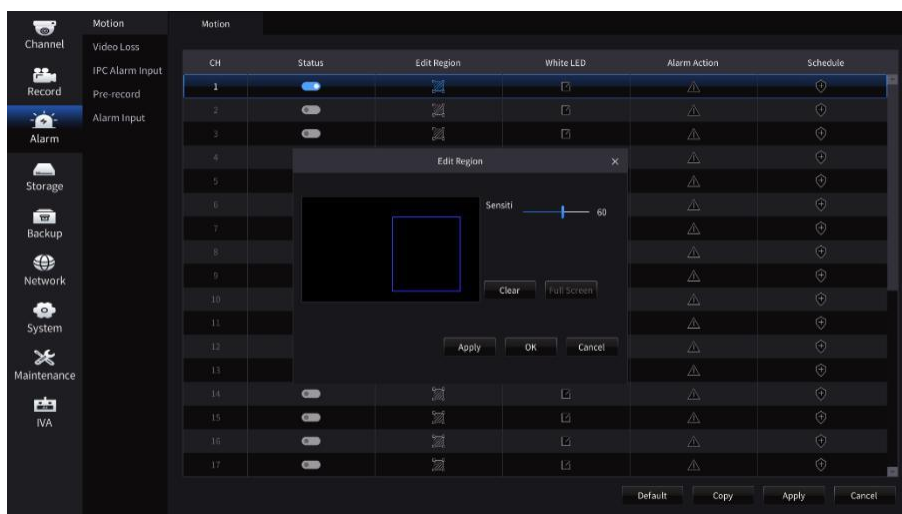 Channel
Record
Alarm
Storage
Backup
Network
System
Maintenance
IVA
Motion
Video Loss
IPC Alarm Input
Pre-record
Alarm Input
Motion
CH Status Edit Region White LED Alarm Action Schedule
1
2
3
4
5
6
7
8
9
10
11
12
13
14
15
16
17
Edit Region ×
Sensiti 60
Clear Full Screen
Apply OK Cancel
Default Copy Apply Cancel